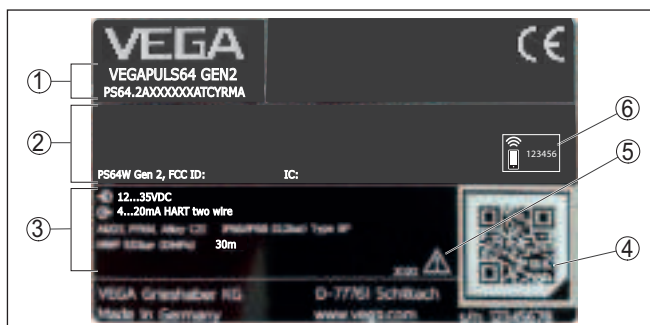 VEGA
CE
VEGAPULS64 GEN2
PS64.2AXXXXXXATCYRMA
1
2
6
123456
PS64W Gen 2, FCC ID: IC:
5
3
12...35VDC
4...20mA HART two wire
30m
4
VEGA Grieshaber KG D-77761 Schiltach
Made in Germany www.vega.com s/n: 12345678